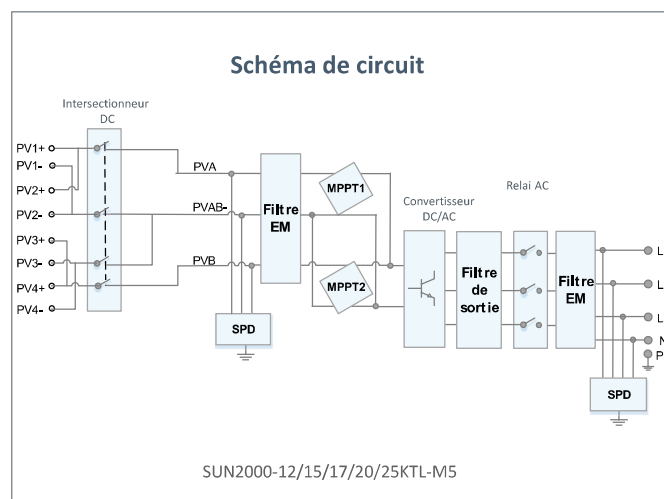 Schéma de circuit
Intersectionneur
DC
PV1+
PV1-
PV2+
PV2-
PV3+
PV3-
PV4+
PV4-
PVA
PVAB-
PVB
Filtre
EM
MPPT1
MPPT2
SPD
Convertisseur
DC/AC
Filtre
de
sortie
Relai AC
Filtre
EM
L
L
L
N
P
SPD
SUN2000-12/15/17/20/25KTL-M5